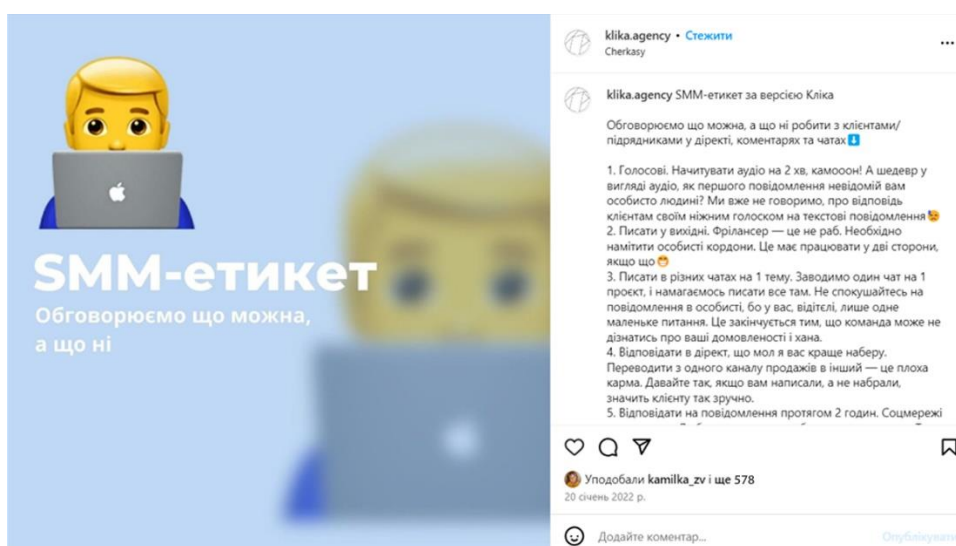 SMM-етикет
Обговорюємо що можна,
а що ні
klika.agency • Стежити
Cherkasy
klika.agency SMM-етикет за версією Кліка
Обговорюємо що можна, а що ні робити з клієнтами/
підрядниками у діректі, коментарях та чатах⬇️
1. Голосові. Начитувати аудіо на 2 хв, камооон! А шедевр у
вигляді аудіо, як першого повідомлення невідомій вам
особисто людині? Ми вже не говоримо, про відповідь
клієнтам своїм ніжним голоском на текстові повідомлення
2. Писати у вихідні. Фрілансер — це не раб. Необхідно
намітити особисті кордони. Це має працювати у дві сторони,
якщо що
3. Писати в різних чатах на 1 тему. Заводимо один чат на 1
проєкт, і намагаємось писати все там. Не спокушайтесь на
повідомлення в особисті, бо у вас, відітєлі, лише одне
маленьке питання. Це закінчується тим, що команда може не
дізнатись про ваші домовленості і хана.
4. Відповідати в дірект, що мол я вас краще наберу.
Переводити з одного каналу продажів в інший — це плоха
карма. Давайте так, якщо вам написали, а не набрали,
значить клієнту так зручно.
5. Відповідати на повідомлення протягом 2 годин. Соцмережі
Уподобали kamilka_zv і ще 578
20 січень 2022 р.
Додайте коментар...
Опублікувати